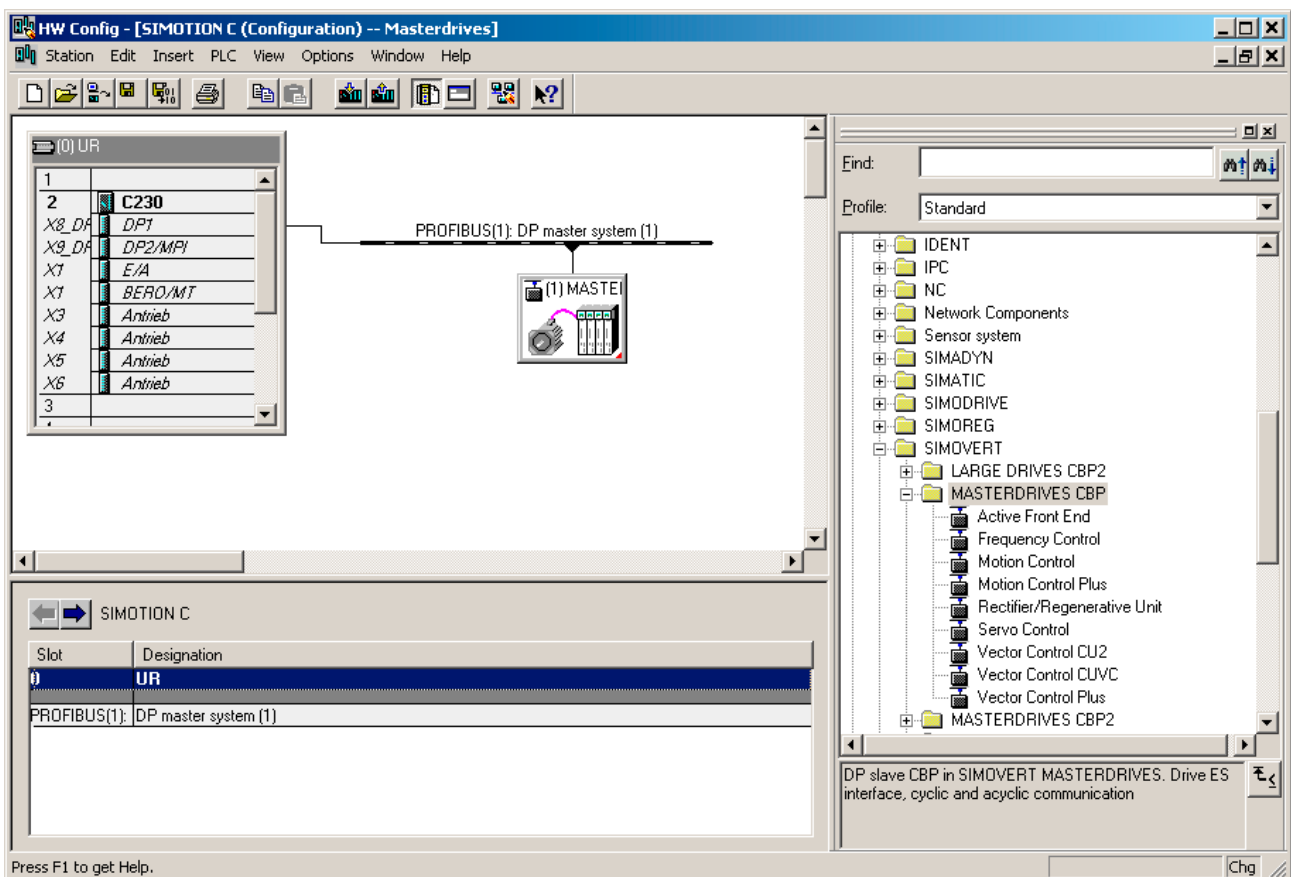 HW Config - [SIMOTION C (Configuration) -- Masterdrives]
Station Edit Insert PLC View Options Window Help
(0) UR
1
2 C230
X8_DP DP1
X9_DP DP2/MPI
X1 E/A
X1 BERO/MT
X3 Antrieb
X4 Antrieb
X5 Antrieb
X6 Antrieb
3
PROFIBUS(1): DP master system (1)
(1) MASTE
SIMOTION C
Slot Designation
0 UR
PROFIBUS(1): DP master system (1)
Find:
Profile: Standard
IDENT
IPC
NC
Network Components
Sensor system
SIMADYN
SIMATIC
SIMODRIVE
SIMOREG
SIMOVERT
LARGE DRIVES CBP2
MASTERDRIVES CBP
Active Front End
Frequency Control
Motion Control
Motion Control Plus
Rectifier/Regenerative Unit
Servo Control
Vector Control CU2
Vector Control CUVC
Vector Control Plus
MASTERDRIVES CBP2
DP slave CBP in SIMOVERT MASTERDRIVES. Drive ES
interface, cyclic and acyclic communication
Press F1 to get Help.
Chg